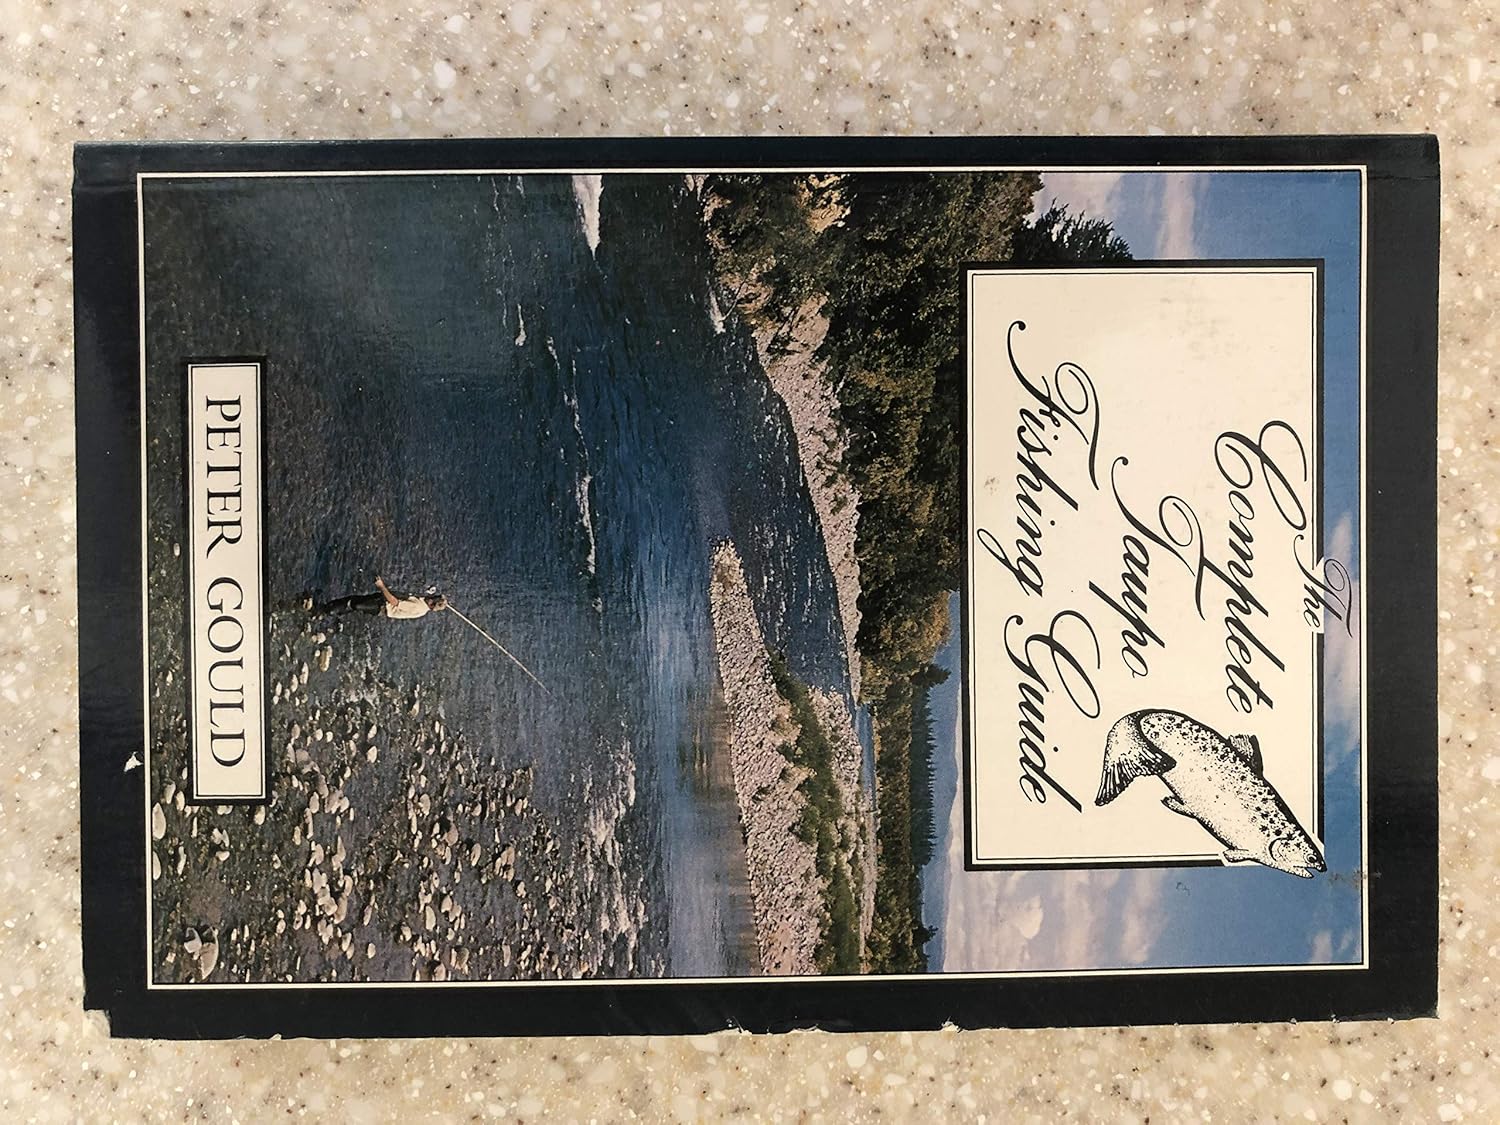 The
Complete
Taupo
Fishing Guide
PETER GOULD